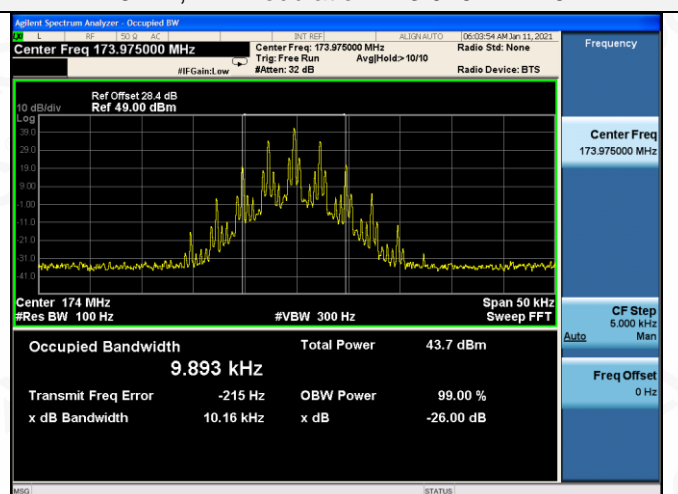 Agilent Spectrum Analyzer - Occupied BW
LXI L RF 50 Ω AC INT REF ALIGN AUTO 06:03:54 AM Jan 11, 2021
Center Freq 173.975000 MHz
Center Freq: 173.975000 MHz
Radio Std: None
Trig: Free Run Avg|Hold:> 10/10
#IFGain:Low #Atten: 32 dB Radio Device: BTS
Frequency
Ref Offset 28.4 dB
10 dB/div Ref 49.00 dBm
Log
39.0
29.0
19.0
9.00
-1.00
-11.0
-21.0
-31.0
-41.0
Center 174 MHz Span 50 kHz
#Res BW 100 Hz #VBW 300 Hz Sweep FFT
Center Freq
173.975000 MHz
CF Step
5.000 kHz
Auto Man
Freq Offset
0 Hz
Occupied Bandwidth Total Power 43.7 dBm
9.893 kHz
Transmit Freq Error -215 Hz OBW Power 99.00 %
x dB Bandwidth 10.16 kHz x dB -26.00 dB
MSG STATUS